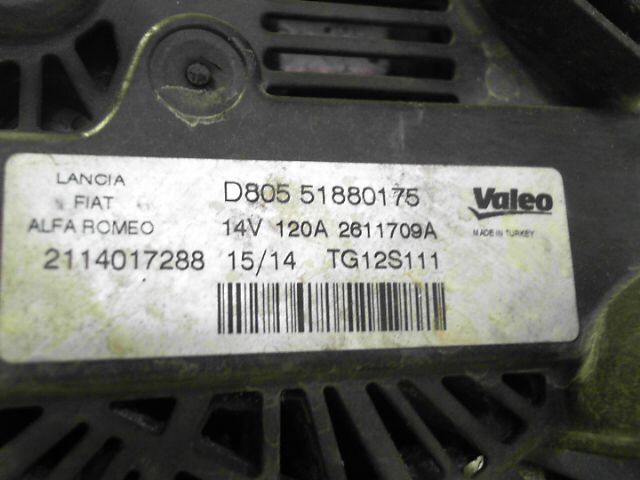 LANCIA
FIAT
ALFA ROMEO
D805 51880175
14V 120A 2611709A
2114017288 15/14 TG12S111
Valeo
MADE IN TURKEY